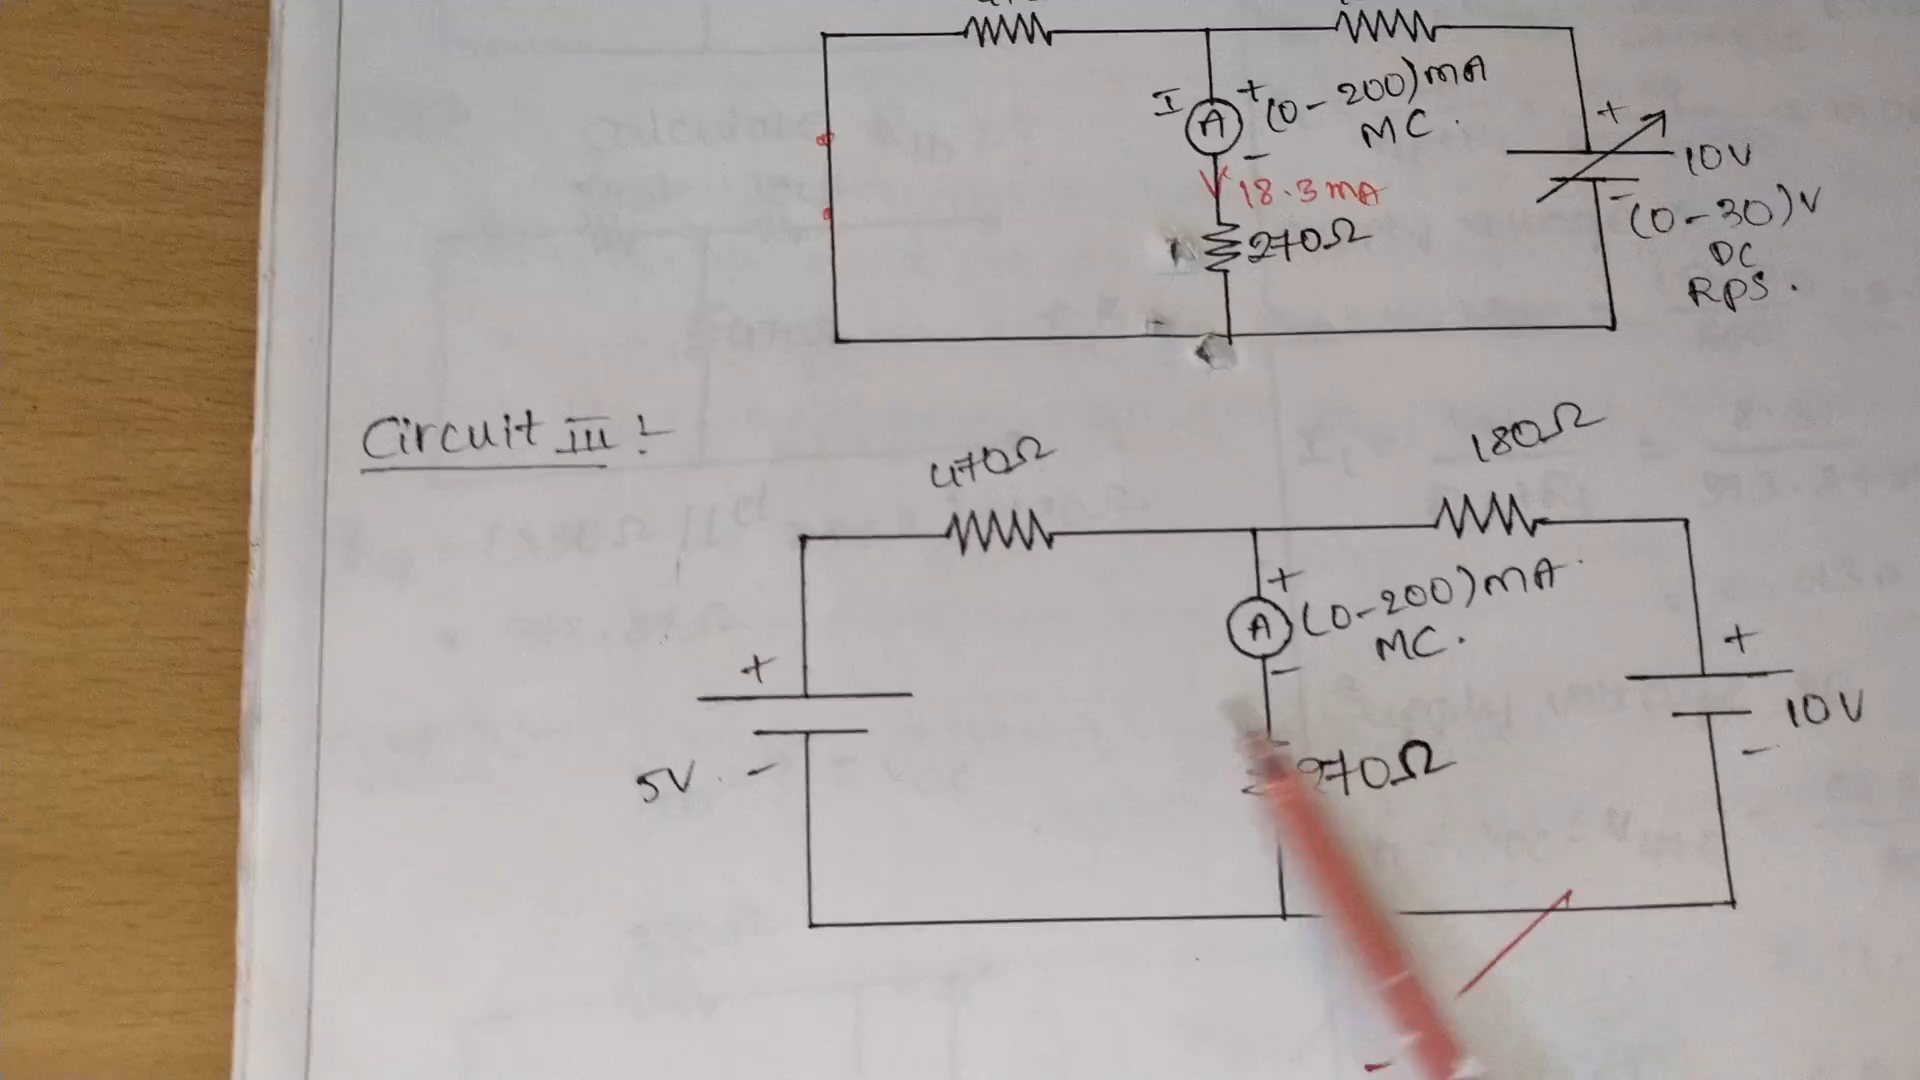 I + (0-200)mA
A
MC.
-
18.3mA
270Ω
+
10V
-
(0-30)V
DC
RPS.
Circuit III:
470Ω
180Ω
+
A (0-200)mA.
MC.
-
270Ω
+
5V -
+
10V
-